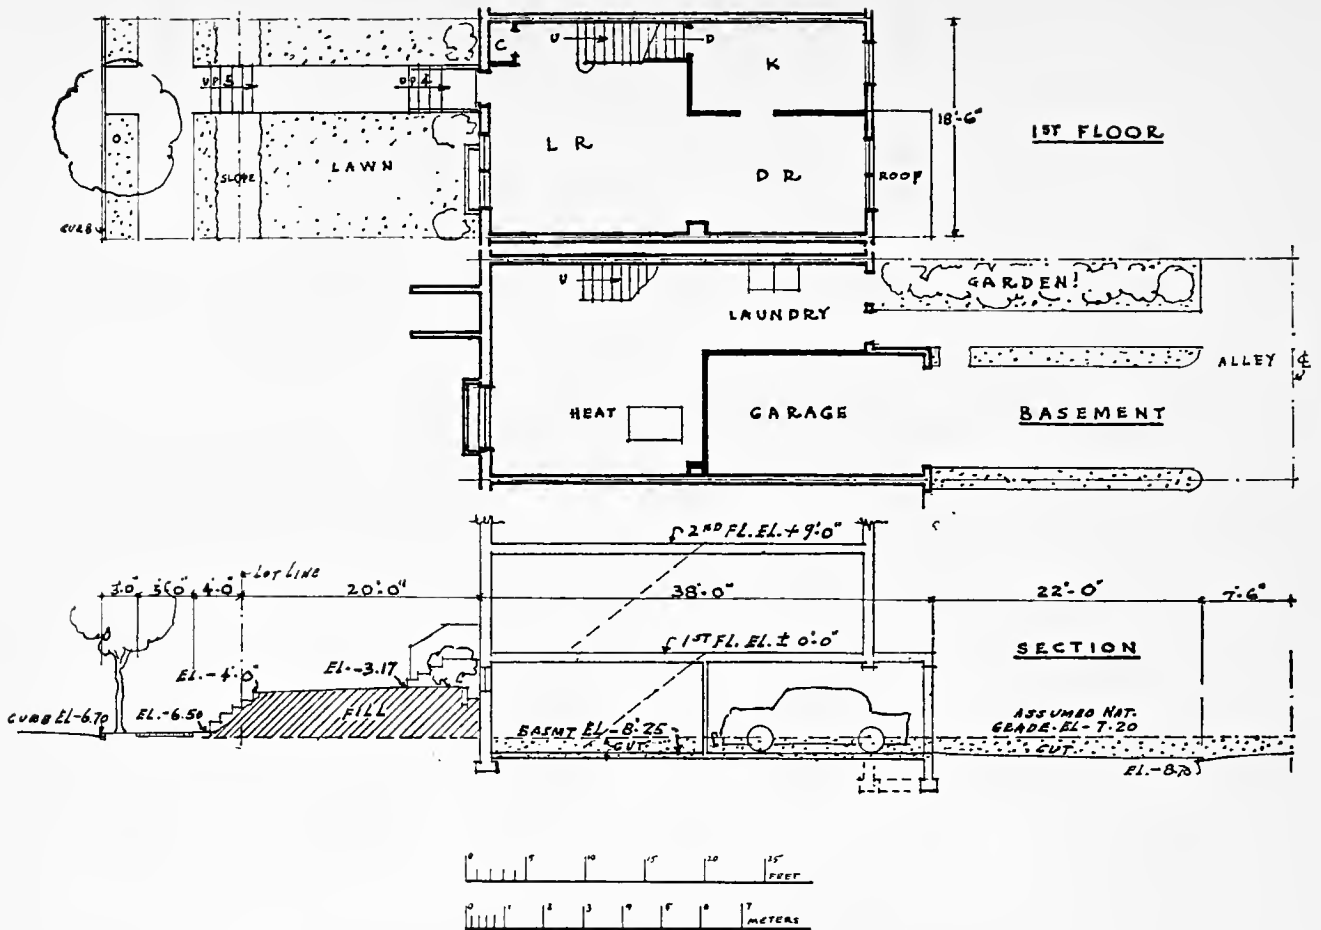 U
D
C
K
UP 5
UP 2
18'-6"
1ST FLOOR
L R
LAWN
SLOPE
D R
ROOF
CURB
U
GARDEN!
LAUNDRY
ALLEY ℄
HEAT
GARAGE
BASEMENT
2ND FL. EL. + 9'-0"
LOT LINE
3'-0"
4'-0"
20'-0"
38'-0"
22'-0"
7'-6"
1ST FL. EL. ± 0'-0"
SECTION
EL. -3.17
EL. -4'-0"
CURB EL -6.70
EL. -6.50
FILL
BASMT EL -8.25
CUT
ASSUMED NAT.
GRADE. EL - 7.20
CUT
EL. -8.70
0 5 10 15 20 25
FEET
0 1 2 3 4 5 6 7
METERS